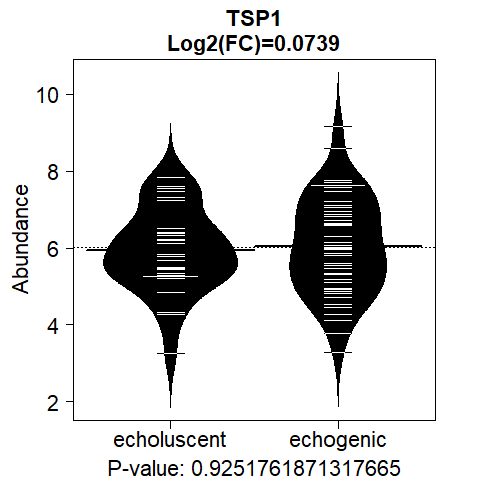 TSP1
Log2(FC)=0.0739
Abundance
10
8
6
4
2
echoluscent echogenic
P-value: 0.9251761871317665